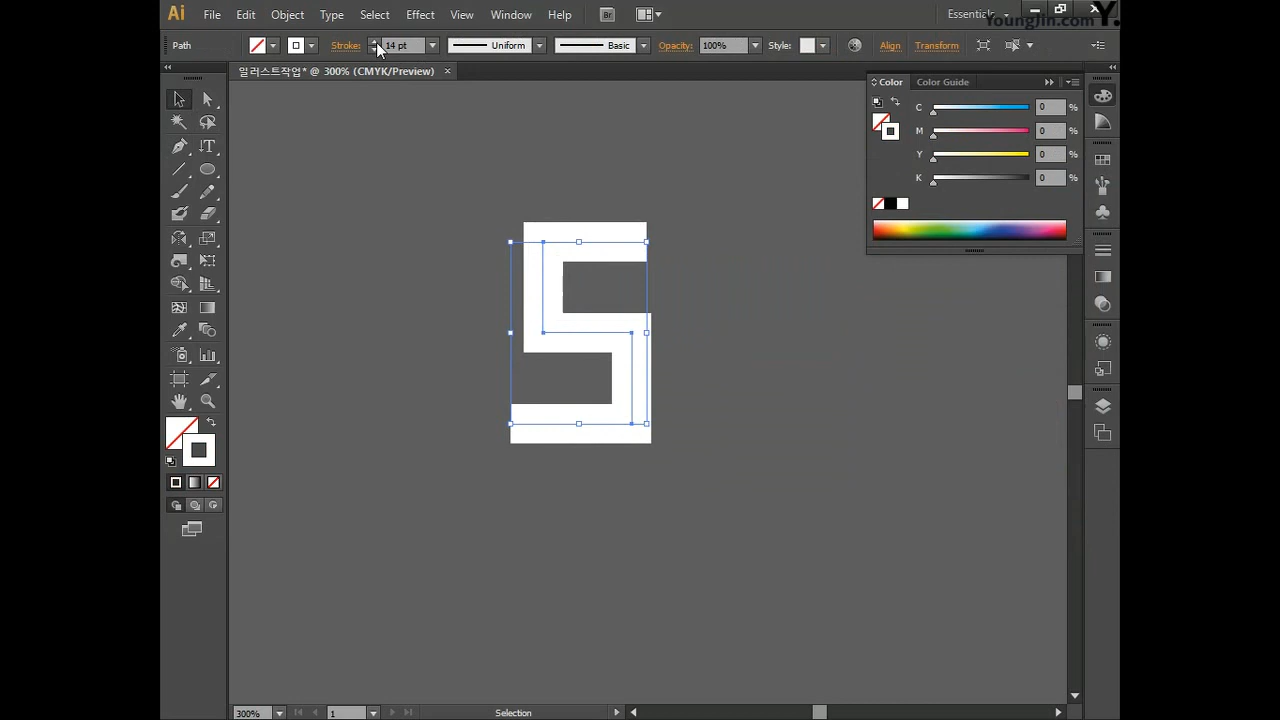 Ai File Edit Object Type Select Effect View Window Help Br Essentials
YoungJin.com Y.
Path Stroke: 14 pt Uniform Basic Opacity: 100% Style: Align Transform
일러스트작업* @ 300% (CMYK/Preview) ×
Color Color Guide
C 0 %
M 0 %
Y 0 %
K 0 %
S
300% 1 Selection